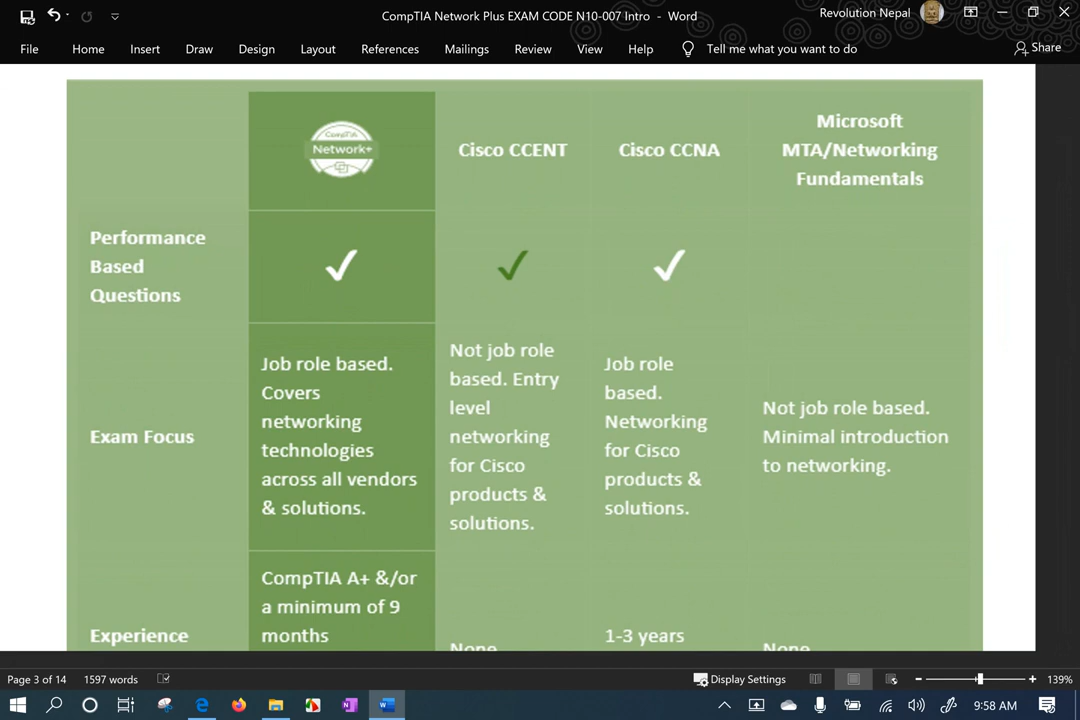 CompTIA Network Plus EXAM CODE N10-007 Intro - Word
Revolution Nepal
File Home Insert Draw Design Layout References Mailings Review View Help Tell me what you want to do Share
CompTIA
Network+
Cisco CCENT
Cisco CCNA
Microsoft
MTA/Networking
Fundamentals
Performance
Based
Questions
Exam Focus
Job role based.
Covers
networking
technologies
across all vendors
& solutions.
Not job role
based. Entry
level
networking
for Cisco
products &
solutions.
Job role
based.
Networking
for Cisco
products &
solutions.
Not job role based.
Minimal introduction
to networking.
Experience
CompTIA A+ &/or
a minimum of 9
months
None
1-3 years
None
Page 3 of 14 1597 words Display Settings 139%
9:58 AM